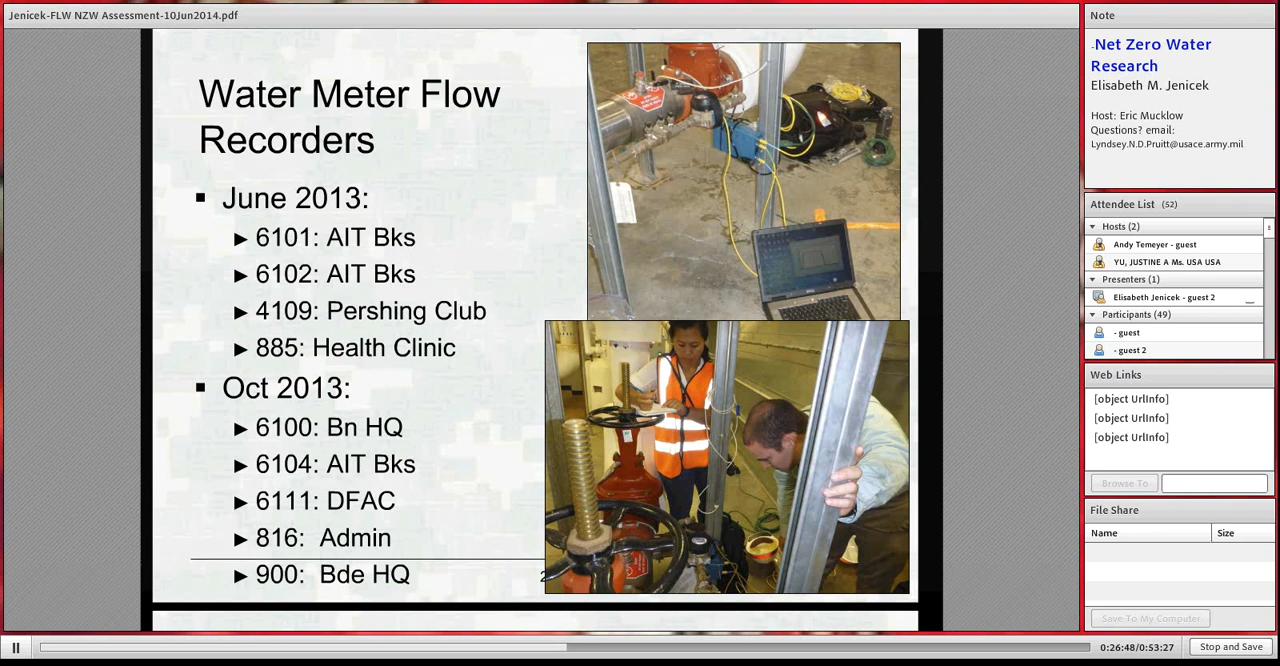 Jenicek-FLW NZW Assessment-10Jun2014.pdf
Water Meter Flow
Recorders
June 2013:
6101: AIT Bks
6102: AIT Bks
4109: Pershing Club
885: Health Clinic
Oct 2013:
6100: Bn HQ
6104: AIT Bks
6111: DFAC
816: Admin
900: Bde HQ
Note
-Net Zero Water
Research
Elisabeth M. Jenicek
Host: Eric Mucklow
Questions? email:
Lyndsey.N.D.Pruitt@usace.army.mil
Attendee List (52)
Hosts (2)
Andy Temeyer - guest
YU, JUSTINE A Ms. USA USA
Presenters (1)
Elisabeth Jenicek - guest 2
Participants (49)
- guest
- guest 2
Web Links
[object UrlInfo]
[object UrlInfo]
[object UrlInfo]
Browse To
File Share
Name Size
Save To My Computer
0:26:48/0:53:27 Stop and Save